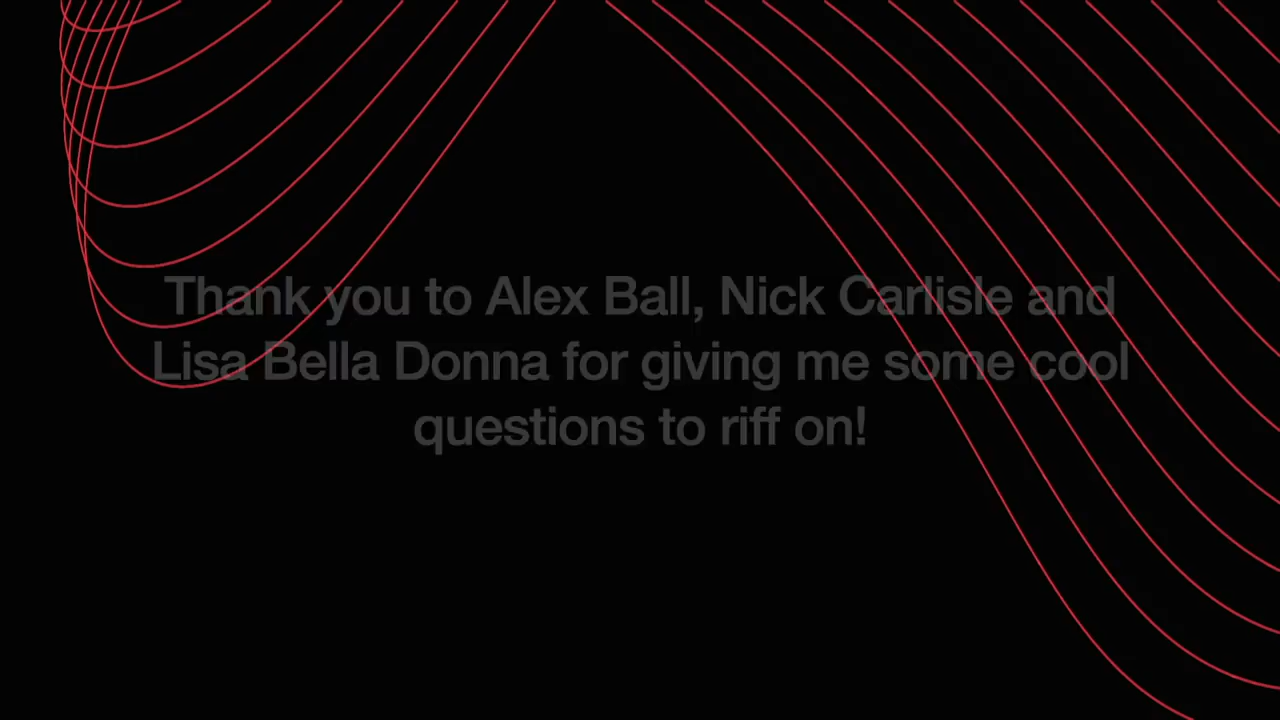 Thank you to Alex Ball, Nick Carlisle and
Lisa Bella Donna for giving me some cool
questions to riff on!